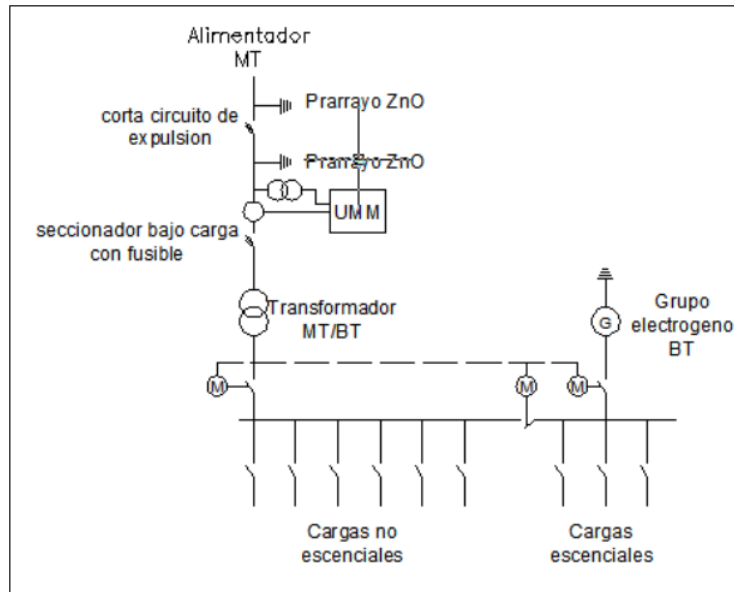 Alimentador
MT
Prarrayo ZnO
corta circuito de
expulsion
Prarrayo ZnO
UMM
seccionador bajo carga
con fusible
Transformador
MT/BT
Grupo
electrogeno
BT
G
M
M
M
Cargas no
escenciales
Cargas
escenciales